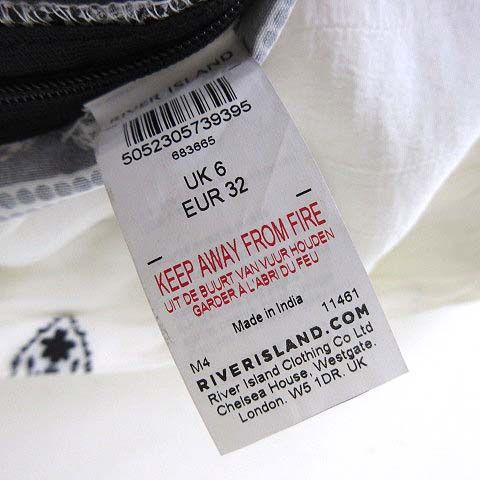 RIVER ISLAND
5052305739395
683665
UK 6
EUR 32
KEEP AWAY FROM FIRE
UIT DE BUURT VAN VUUR HOUDEN
GARDER À L'ABRI DU FEU
Made in India
M4 11461
RIVERISLAND.COM
River Island Clothing Co Ltd
Chelsea House, Westgate.
London. W5 1DR. UK